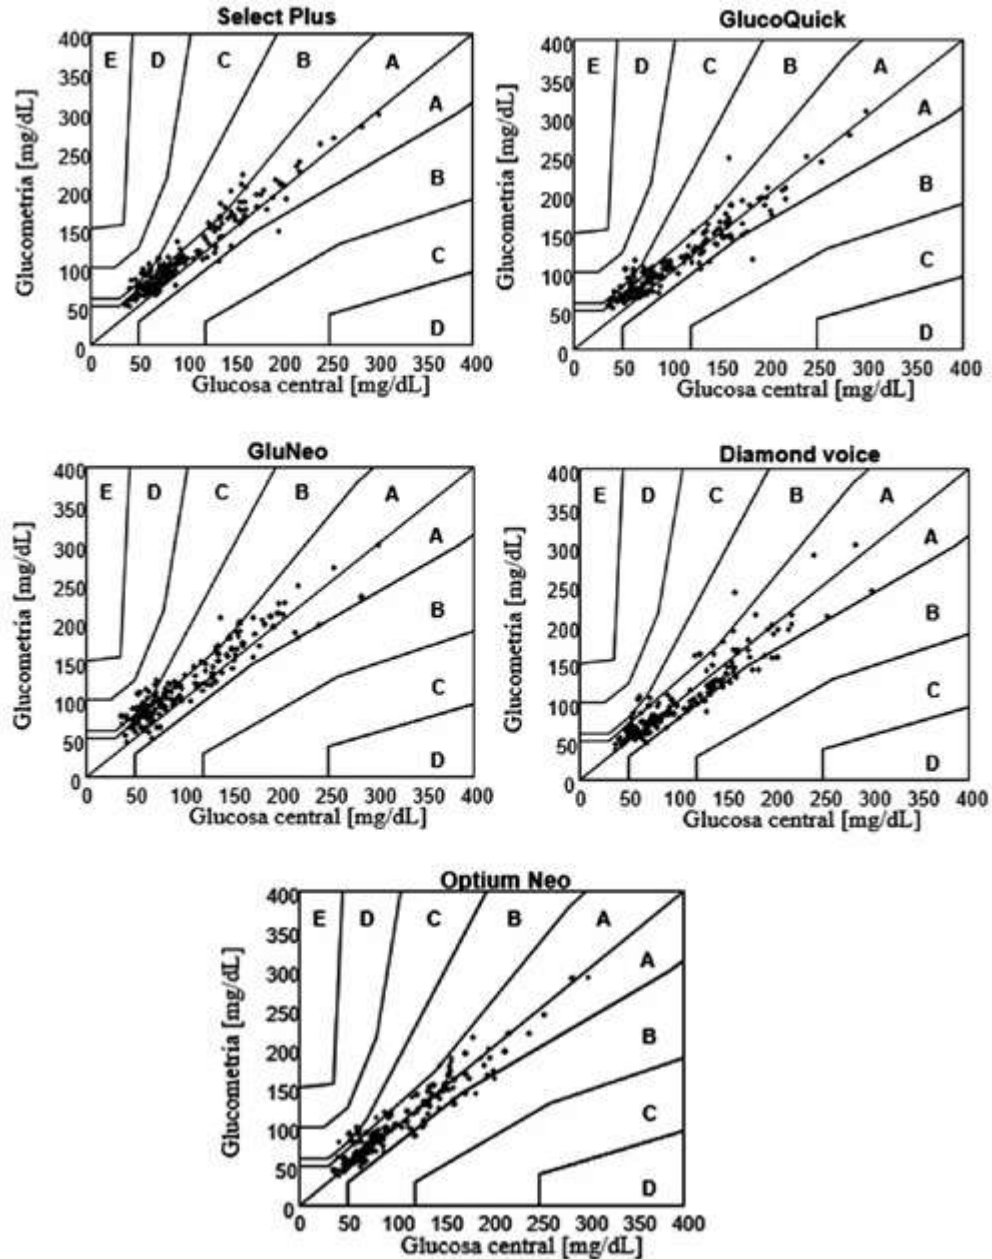 Select Plus
Glucometría [mg/dL]
400
350
300
250
200
150
100
50
0
E D C B A
A
B
C
D
0 50 100 150 200 250 300 350 400
Glucosa central [mg/dL]
GlucoQuick
Glucometría [mg/dL]
400
350
300
250
200
150
100
50
0
E D C B A
A
B
C
D
0 50 100 150 200 250 300 350 400
Glucosa central [mg/dL]
GluNeo
Glucometría [mg/dL]
400
350
300
250
200
150
100
50
0
E D C B A
A
B
C
D
0 50 100 150 200 250 300 350 400
Glucosa central [mg/dL]
Diamond voice
Glucometría [mg/dL]
400
350
300
250
200
150
100
50
0
E D C B A
A
B
C
D
0 50 100 150 200 250 300 350 400
Glucosa central [mg/dL]
Optium Neo
Glucometría [mg/dL]
400
350
300
250
200
150
100
50
0
E D C B A
A
B
C
D
0 50 100 150 200 250 300 350 400
Glucosa central [mg/dL]